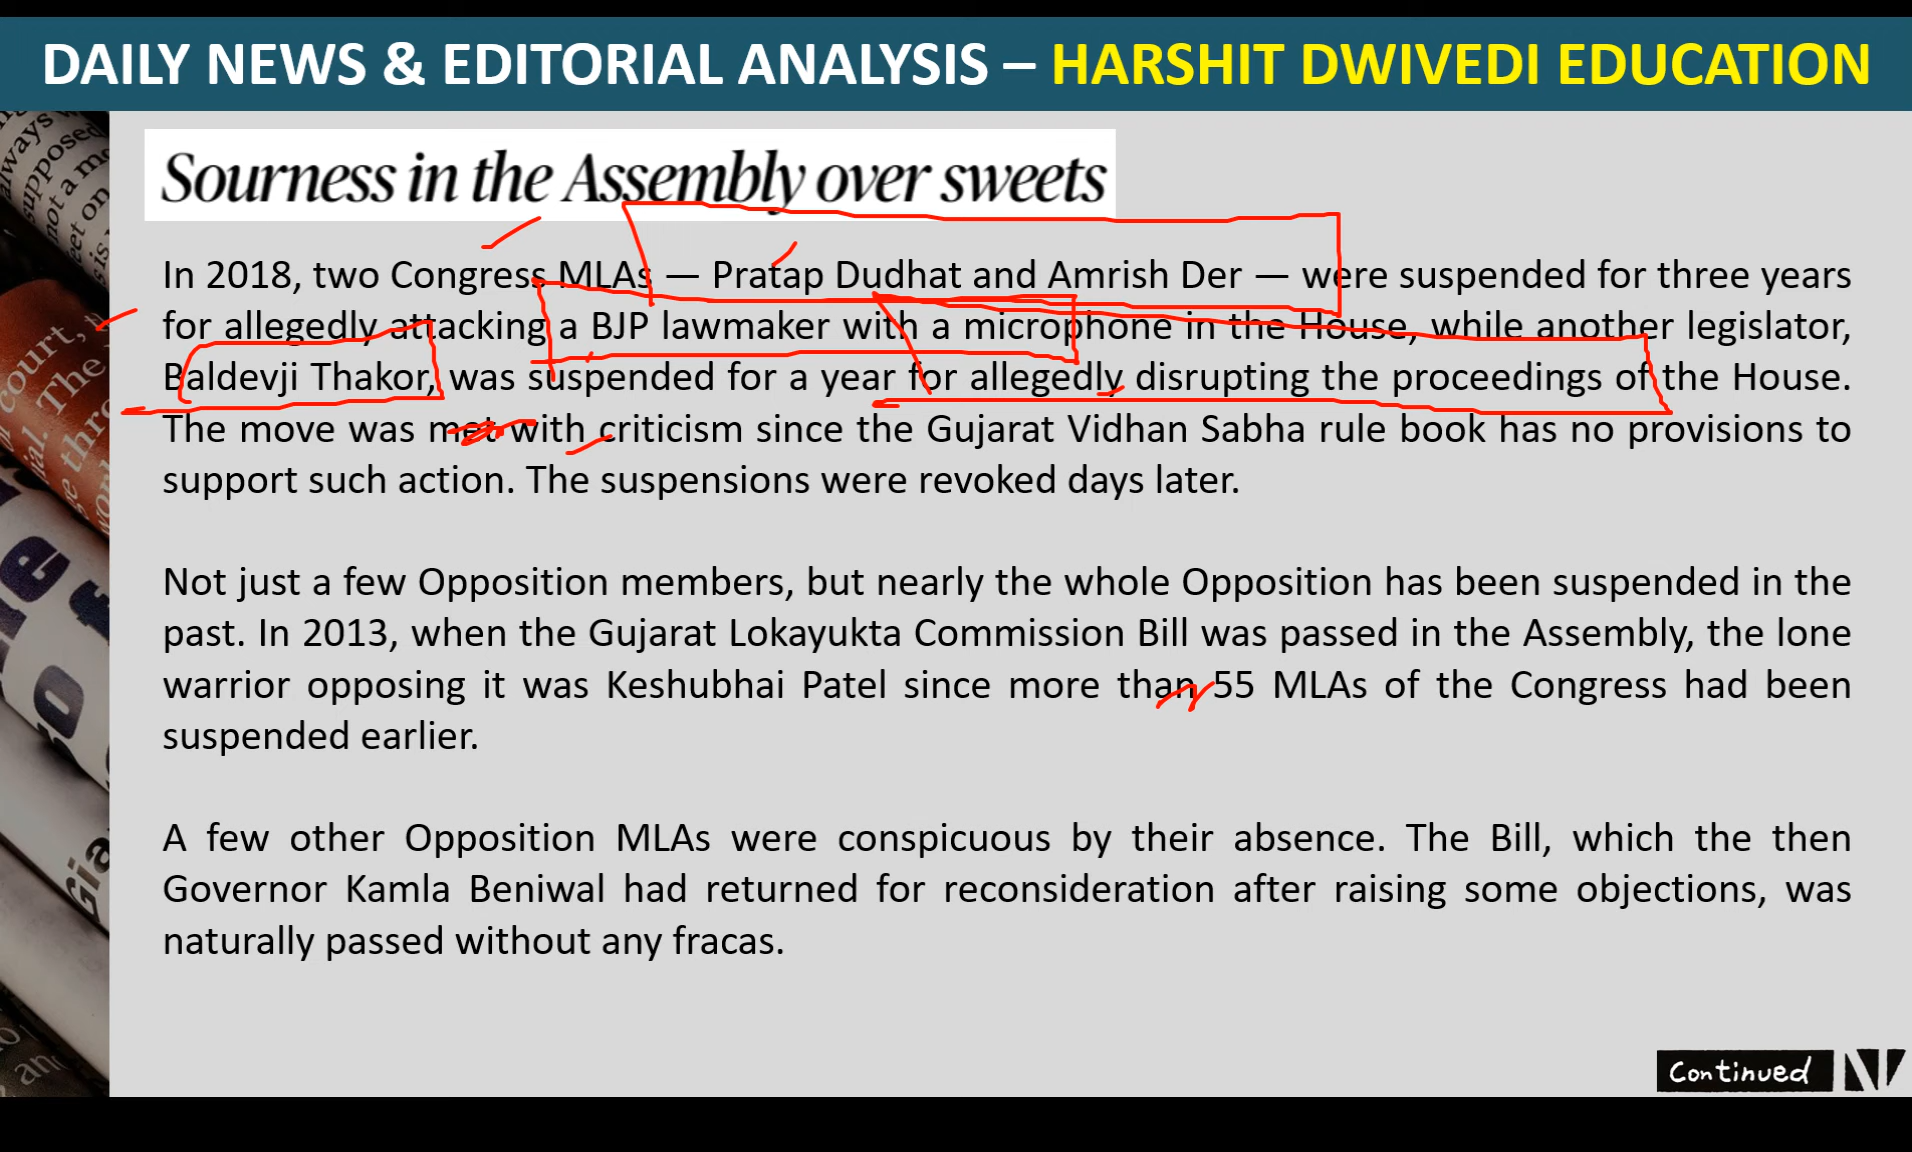 DAILY NEWS & EDITORIAL ANALYSIS – HARSHIT DWIVEDI EDUCATION
Sourness in the Assembly over sweets
In 2018, two Congress MLAs — Pratap Dudhat and Amrish Der — were suspended for three years
for allegedly attacking a BJP lawmaker with a microphone in the House, while another legislator,
Baldevji Thakor, was suspended for a year for allegedly disrupting the proceedings of the House.
The move was met with criticism since the Gujarat Vidhan Sabha rule book has no provisions to
support such action. The suspensions were revoked days later.
Not just a few Opposition members, but nearly the whole Opposition has been suspended in the
past. In 2013, when the Gujarat Lokayukta Commission Bill was passed in the Assembly, the lone
warrior opposing it was Keshubhai Patel since more than 55 MLAs of the Congress had been
suspended earlier.
A few other Opposition MLAs were conspicuous by their absence. The Bill, which the then
Governor Kamla Beniwal had returned for reconsideration after raising some objections, was
naturally passed without any fracas.
Continued